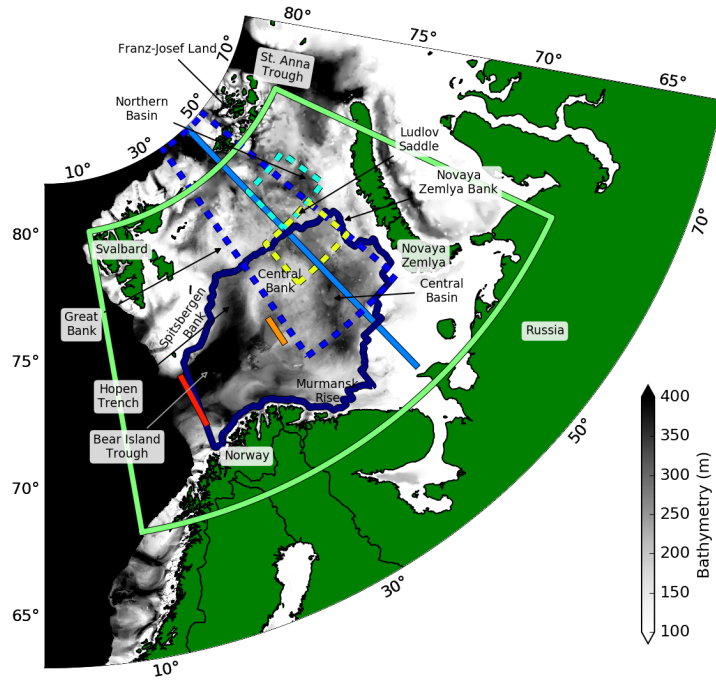 80°
75°
70°
65°
70°
50°
30°
10°
Franz-Josef Land
St. Anna
Trough
Northern
Basin
Ludlov
Saddle
Novaya
Zemlya Bank
70°
80°
Svalbard
Novaya
Zemlya
Central
Bank
Central
Basin
Great
Bank
Spitsbergen
Bank
Russia
75°
Hopen
Trench
Murmansk
Rise
Bear Island
Trough
Norway
50°
70°
30°
65°
10°
400
350
300
250
200
150
100
Bathymetry (m)